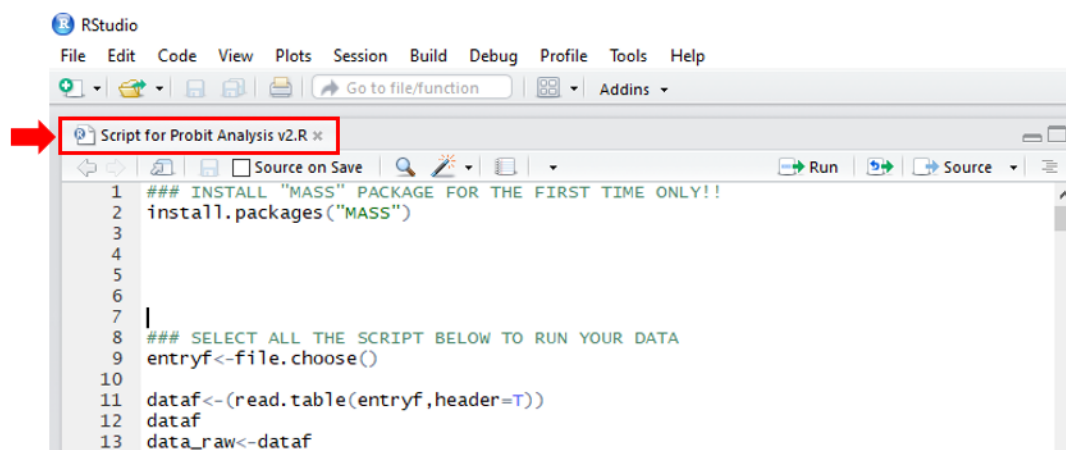 RStudio
File Edit Code View Plots Session Build Debug Profile Tools Help
Go to file/function Addins
Script for Probit Analysis v2.R
Source on Save Run Source
1 ### INSTALL "MASS" PACKAGE FOR THE FIRST TIME ONLY!!
2 install.packages("MASS")
3
4
5
6
7
8 ### SELECT ALL THE SCRIPT BELOW TO RUN YOUR DATA
9 entryf<-file.choose()
10
11 dataf<-(read.table(entryf,header=T))
12 dataf
13 data_raw<-dataf